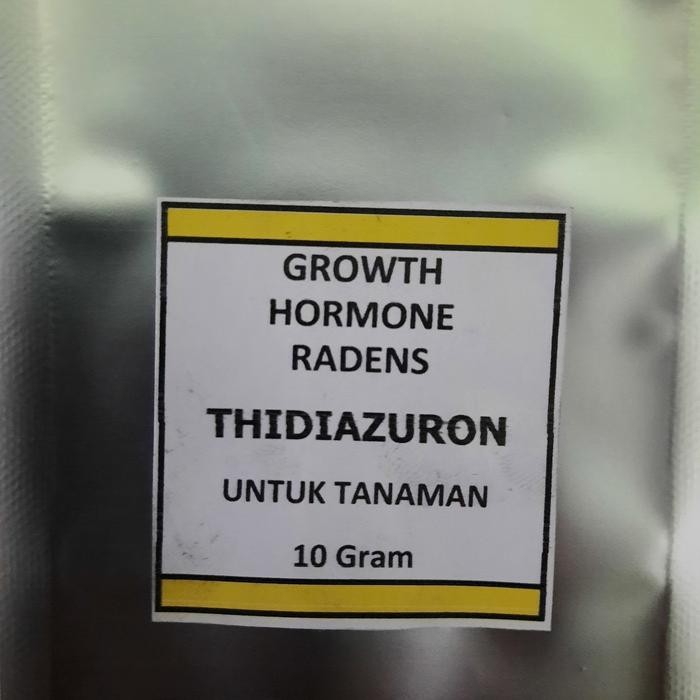 GROWTH
HORMONE
RADENS
THIDIAZURON
UNTUK TANAMAN
10 Gram